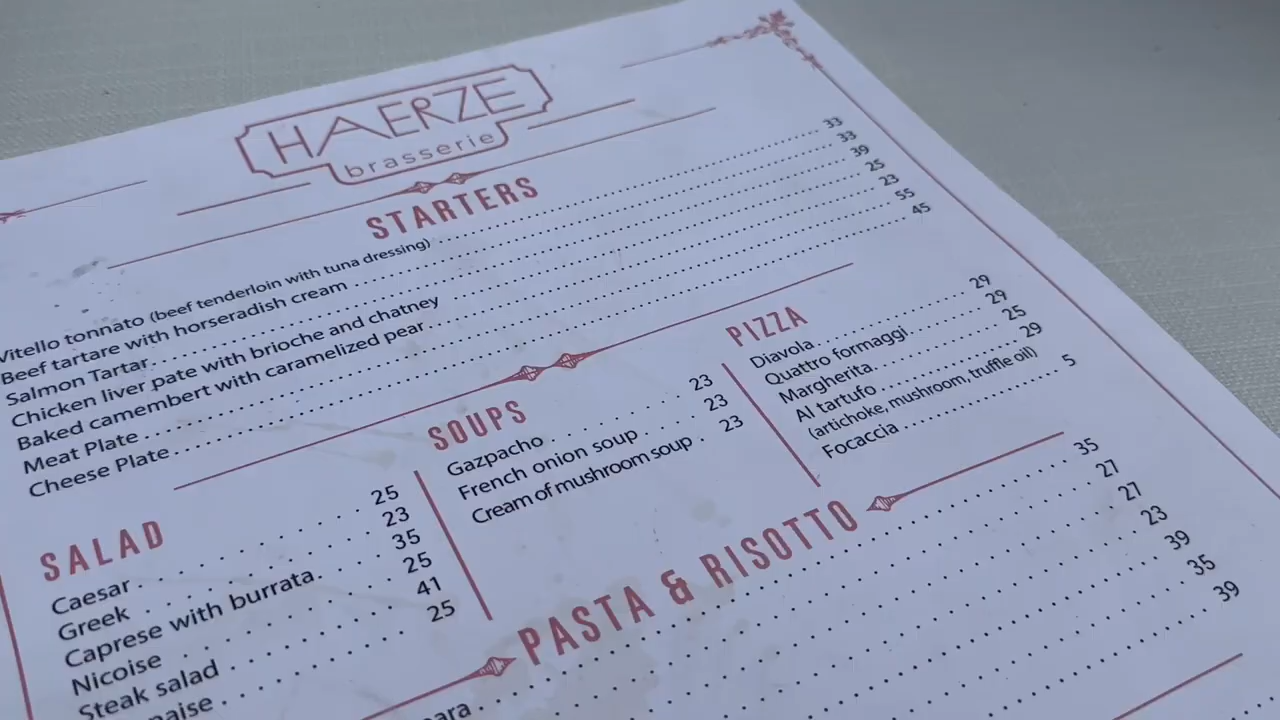 HAERZE
brasserie
STARTERS
Vitello tonnato (beef tenderloin with tuna dressing) 33
Beef tartare with horseradish cream 33
Salmon Tartar 39
Chicken liver pate with brioche and chatney 25
Baked camembert with caramelized pear 23
Meat Plate 55
Cheese Plate 45
SALAD
Caesar 25
Greek 23
Caprese with burrata 35
Nicoise 25
Steak salad 41
25
SOUPS
Gazpacho 23
French onion soup 23
Cream of mushroom soup 23
PIZZA
Diavola 29
Quattro formaggi 29
Margherita 25
Al tartufo 29
(artichoke, mushroom, truffle oil)
Focaccia 5
PASTA & RISOTTO
35
27
27
23
39
35
39